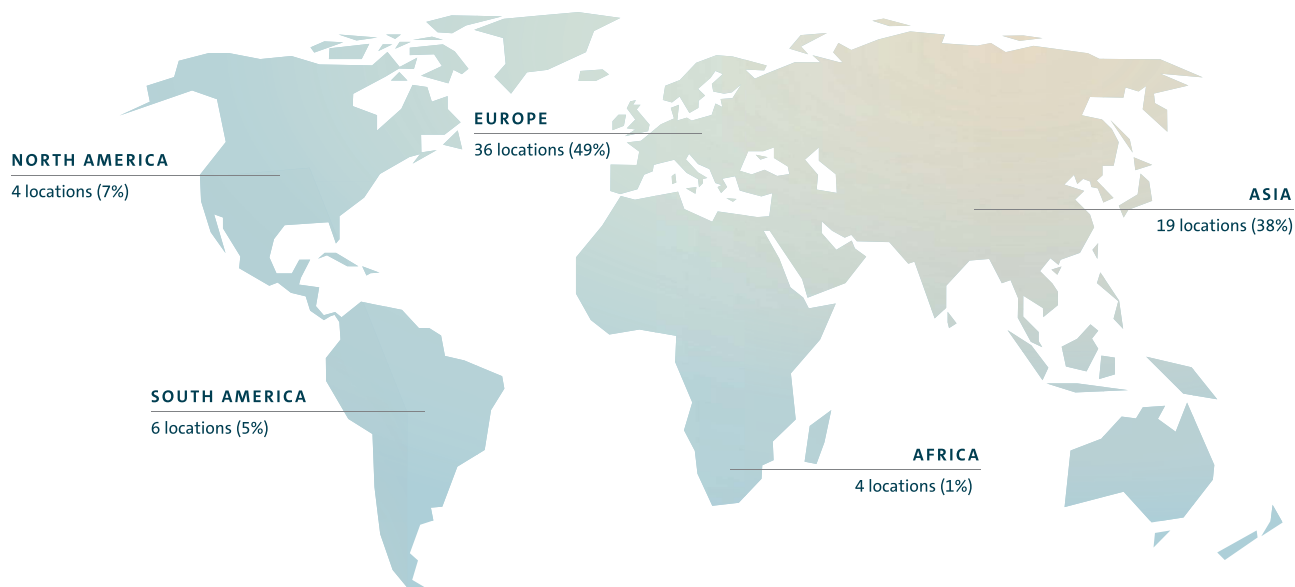 EUROPE
36 locations (49%)
NORTH AMERICA
4 locations (7%)
ASIA
19 locations (38%)
SOUTH AMERICA
6 locations (5%)
AFRICA
4 locations (1%)